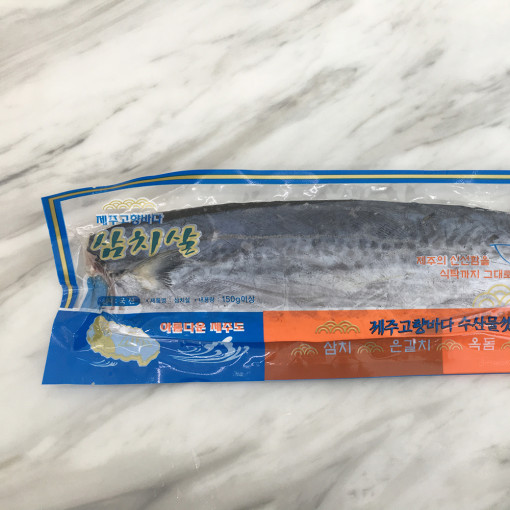 제주고향바다
삼치살
제주의 신선함을
식탁까지 그대로
150g이상
아름다운 제주도
제주고향바다 수산물셋
삼치 은갈치 옥돔